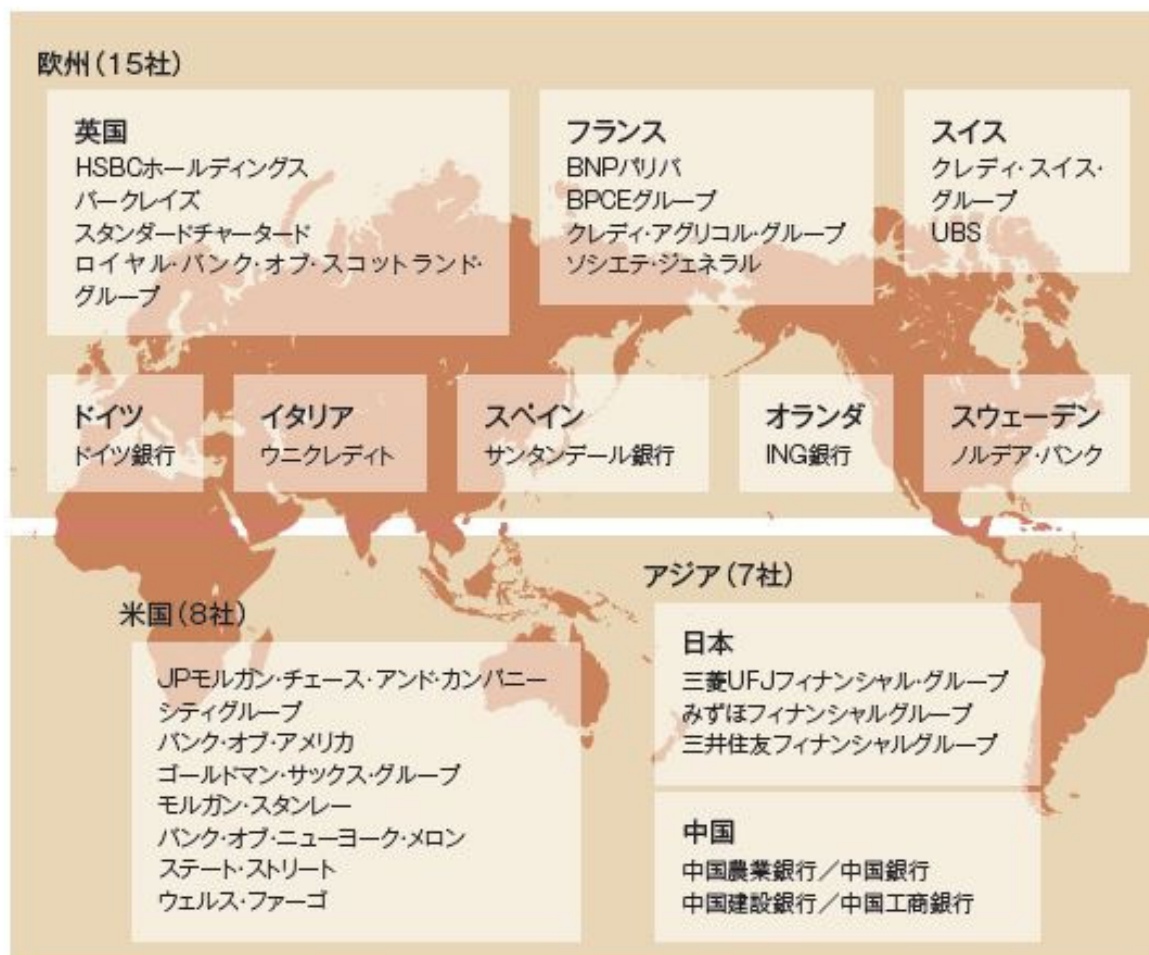 欧州(15社)
英国
HSBCホールディングス
バークレイズ
スタンダードチャータード
ロイヤル・バンク・オブ・スコットランド・
グループ
フランス
BNPパリバ
BPCEグループ
クレディ・アグリコル・グループ
ソシエテ・ジェネラル
スイス
クレディ・スイス・
グループ
UBS
ドイツ
ドイツ銀行
イタリア
ウニクレディト
スペイン
サンタンデール銀行
オランダ
ING銀行
スウェーデン
ノルデア・バンク
米国(8社)
JPモルガン・チェース・アンド・カンパニー
シティグループ
バンク・オブ・アメリカ
ゴールドマン・サックス・グループ
モルガン・スタンレー
バンク・オブ・ニューヨーク・メロン
ステート・ストリート
ウェルス・ファーゴ
アジア(7社)
日本
三菱UFJフィナンシャル・グループ
みずほフィナンシャルグループ
三井住友フィナンシャルグループ
中国
中国農業銀行／中国銀行
中国建設銀行／中国工商銀行